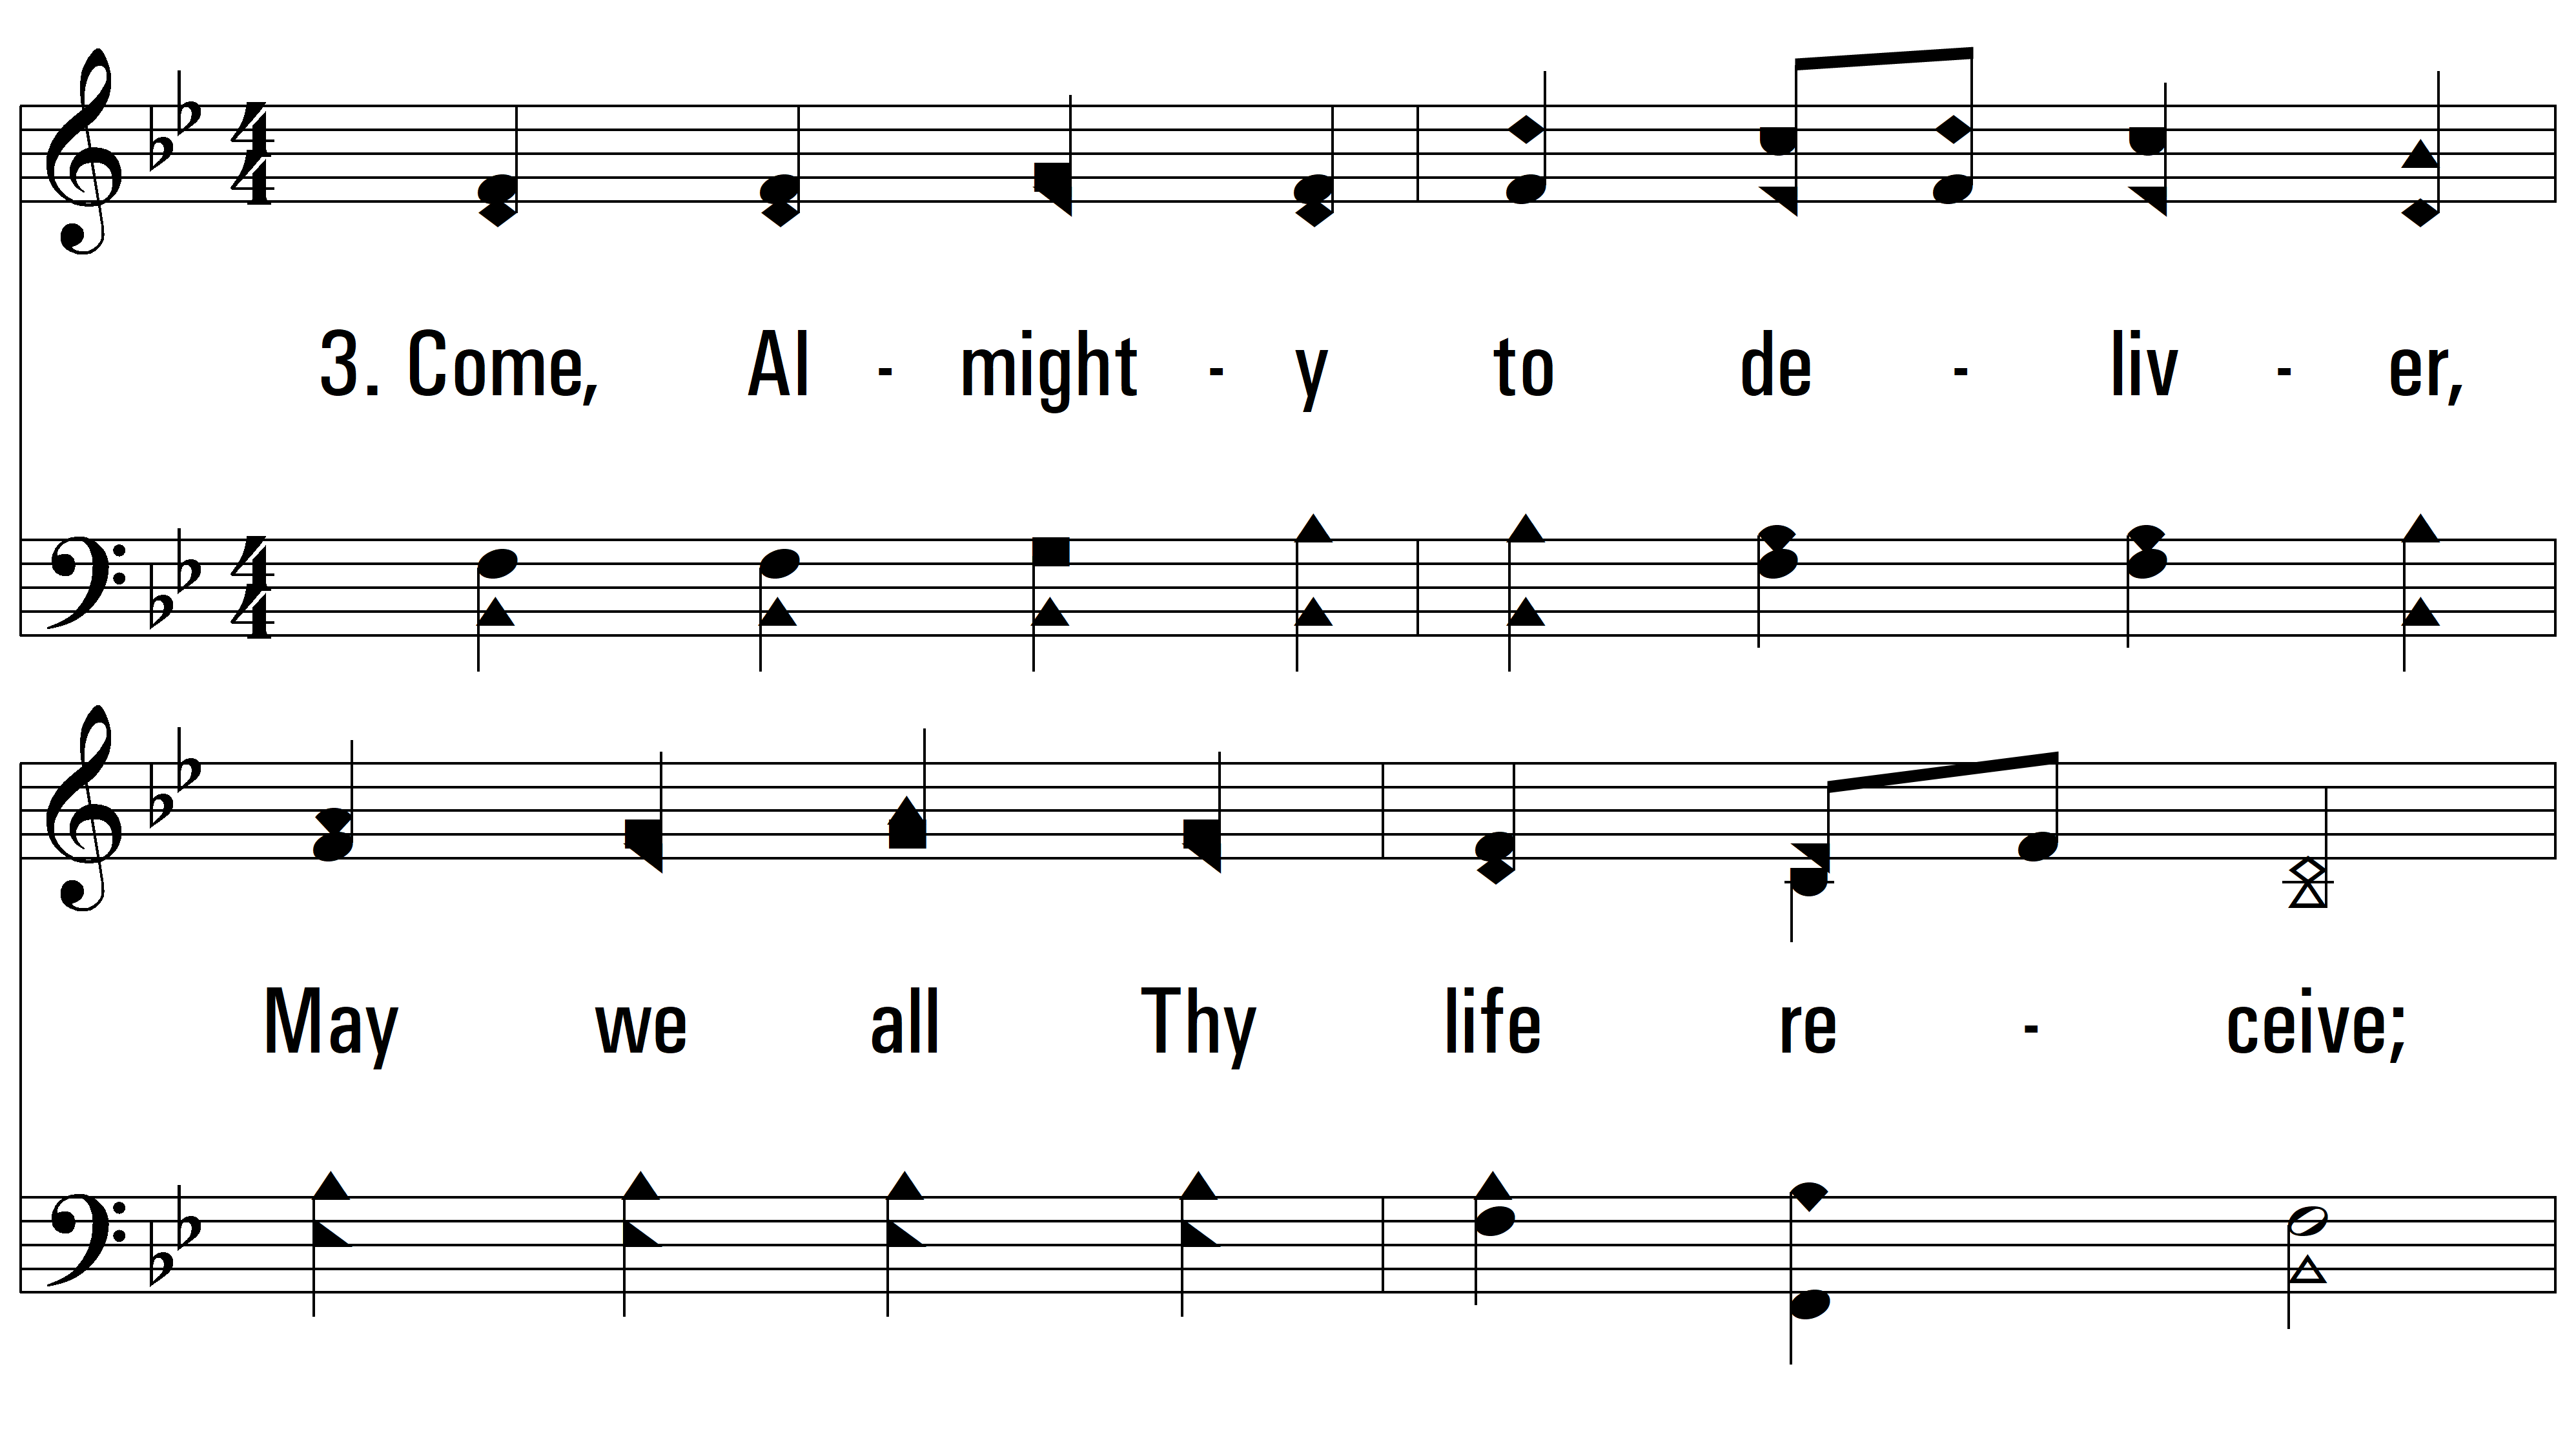 3. Come, Al - might - y to de - liv - er,
May we all Thy life re - ceive;